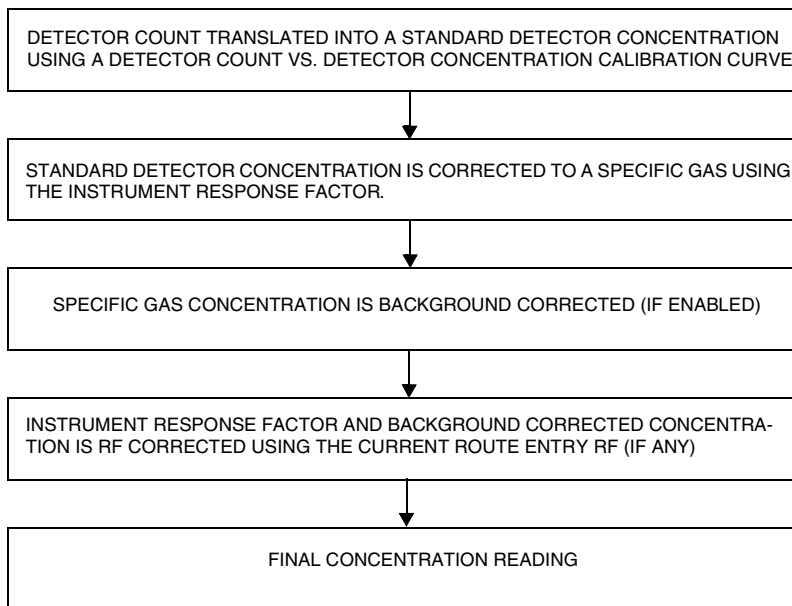 DETECTOR COUNT TRANSLATED INTO A STANDARD DETECTOR CONCENTRATION
USING A DETECTOR COUNT VS. DETECTOR CONCENTRATION CALIBRATION CURVE
STANDARD DETECTOR CONCENTRATION IS CORRECTED TO A SPECIFIC GAS USING
THE INSTRUMENT RESPONSE FACTOR.
SPECIFIC GAS CONCENTRATION IS BACKGROUND CORRECTED (IF ENABLED)
INSTRUMENT RESPONSE FACTOR AND BACKGROUND CORRECTED CONCENTRA-
TION IS RF CORRECTED USING THE CURRENT ROUTE ENTRY RF (IF ANY)
FINAL CONCENTRATION READING